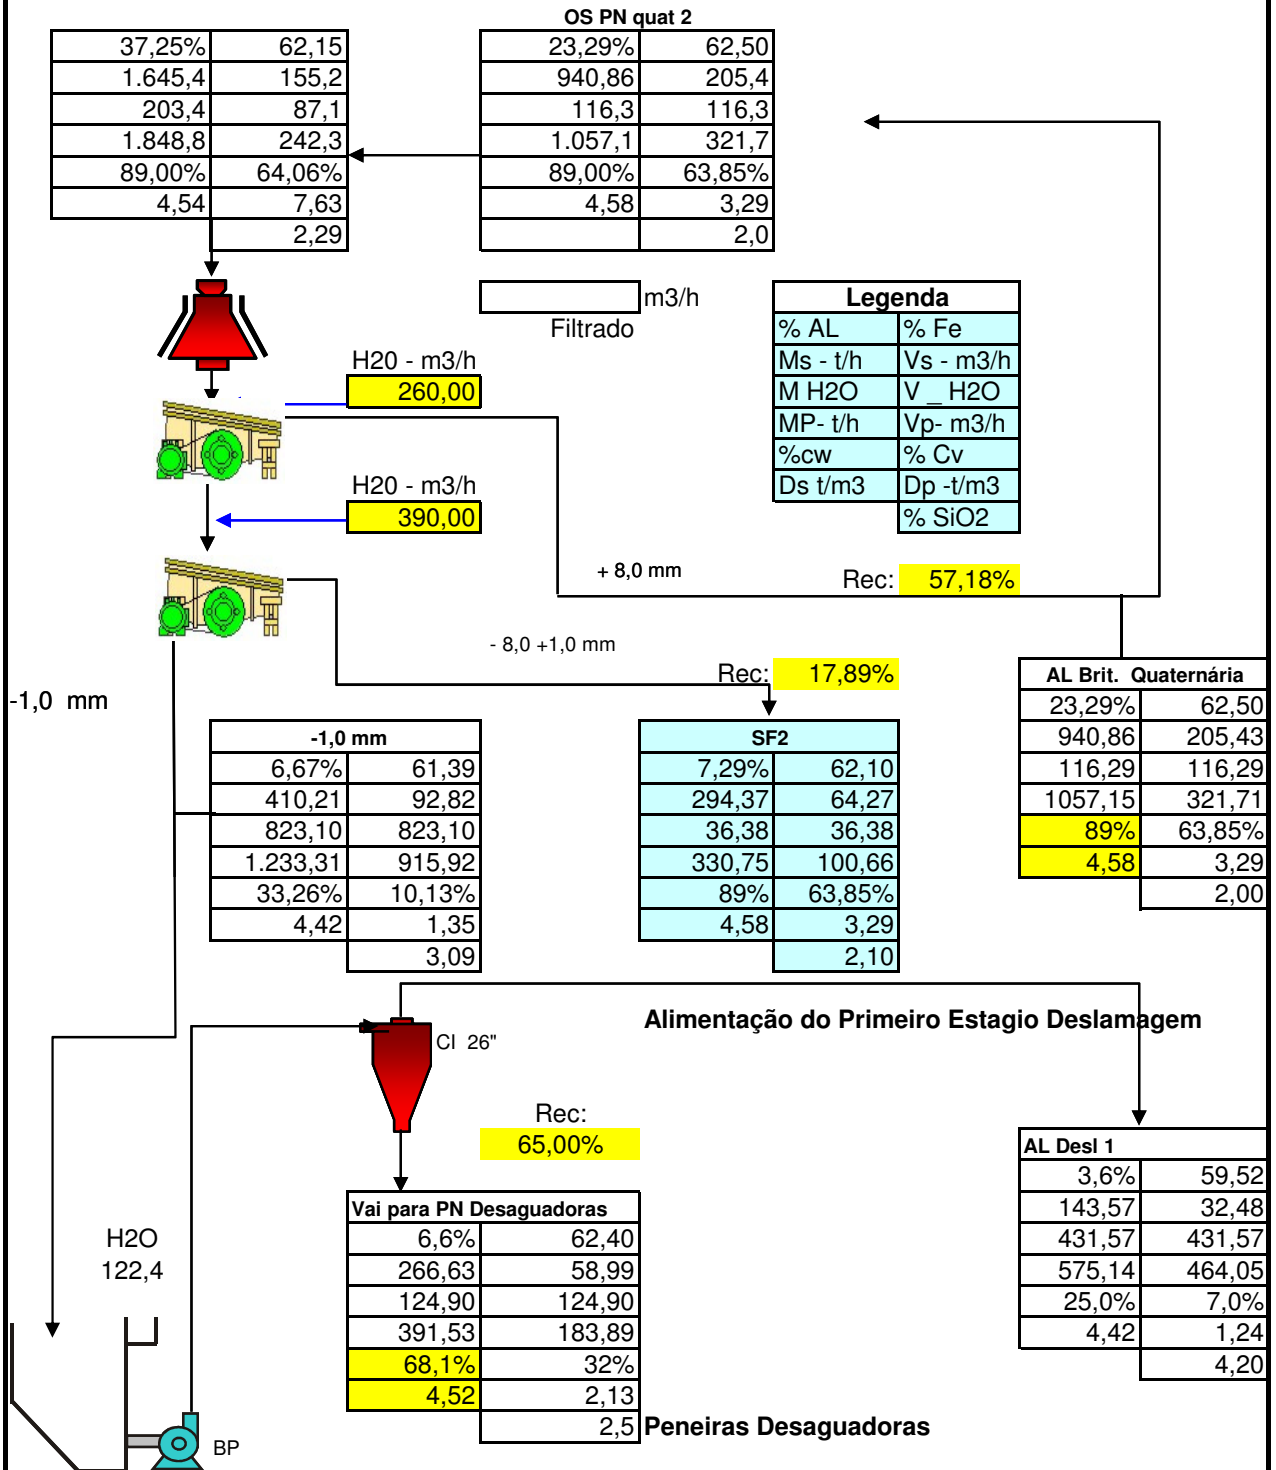 OS PN quat 2
37,25% 62,15
1.645,4 155,2
203,4 87,1
1.848,8 242,3
89,00% 64,06%
4,54 7,63
2,29
23,29% 62,50
940,86 205,4
116,3 116,3
1.057,1 321,7
89,00% 63,85%
4,58 3,29
2,0
m3/h
Filtrado
Legenda
% AL % Fe
Ms - t/h Vs - m3/h
M H2O V _ H2O
MP- t/h Vp- m3/h
%cw % Cv
Ds t/m3 Dp -t/m3
% SiO2
H20 - m3/h
260,00
H20 - m3/h
390,00
+ 8,0 mm
Rec: 57,18%
- 8,0 +1,0 mm
Rec: 17,89%
-1,0 mm
AL Brit. Quaternária
23,29% 62,50
940,86 205,43
116,29 116,29
1057,15 321,71
89% 63,85%
4,58 3,29
2,00
-1,0 mm
6,67% 61,39
410,21 92,82
823,10 823,10
1.233,31 915,92
33,26% 10,13%
4,42 1,35
3,09
SF2
7,29% 62,10
294,37 64,27
36,38 36,38
330,75 100,66
89% 63,85%
4,58 3,29
2,10
Alimentação do Primeiro Estagio Deslamagem
CI 26"
Rec:
65,00%
AL Desl 1
3,6% 59,52
143,57 32,48
431,57 431,57
575,14 464,05
25,0% 7,0%
4,42 1,24
4,20
Vai para PN Desaguadoras
6,6% 62,40
266,63 58,99
124,90 124,90
391,53 183,89
68,1% 32%
4,52 2,13
2,5
Peneiras Desaguadoras
H2O
122,4
BP